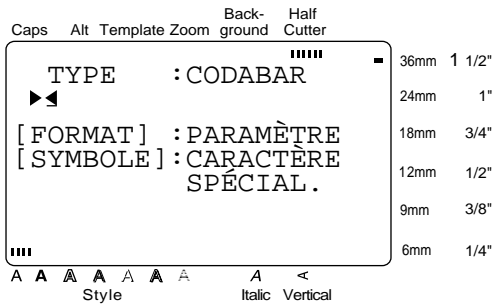 Back- Half
Caps Alt Template Zoom ground Cutter
TYPE :CODABAR
[FORMAT] :PARAMÈTRE
[SYMBOLE]:CARACTÈRE
SPÉCIAL.
36mm 1 1/2"
24mm 1"
18mm 3/4"
12mm 1/2"
9mm 3/8"
6mm 1/4"
A A A A A A A A A
Style Italic Vertical